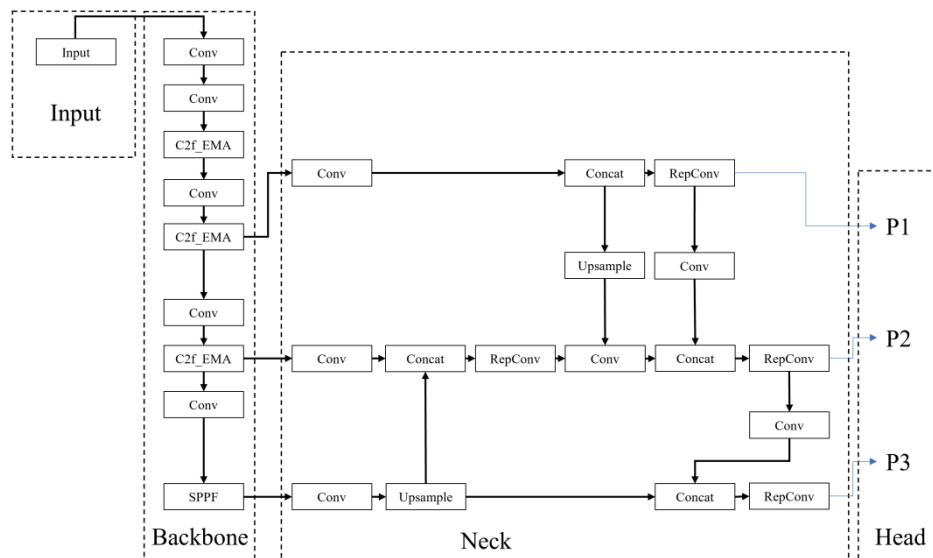 Input
Input
Conv
Conv
C2f_EMA
Conv
C2f_EMA
Conv
C2f_EMA
Conv
SPPF
Backbone
Conv
Concat
RepConv
Upsample
Conv
Conv
Concat
RepConv
Conv
Concat
RepConv
Conv
Conv
Upsample
Concat
RepConv
Neck
P1
P2
P3
Head